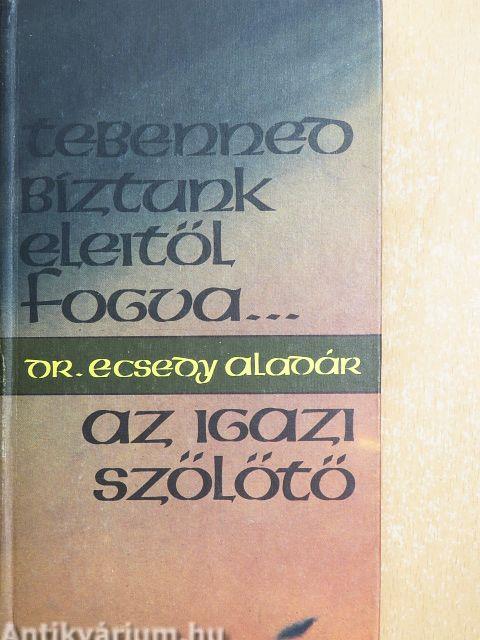 tebenned
bíztunk
eleitől
fogva...
dr. ecsedy aladár
az igazi
szőlőtő
Antikvárium.hu